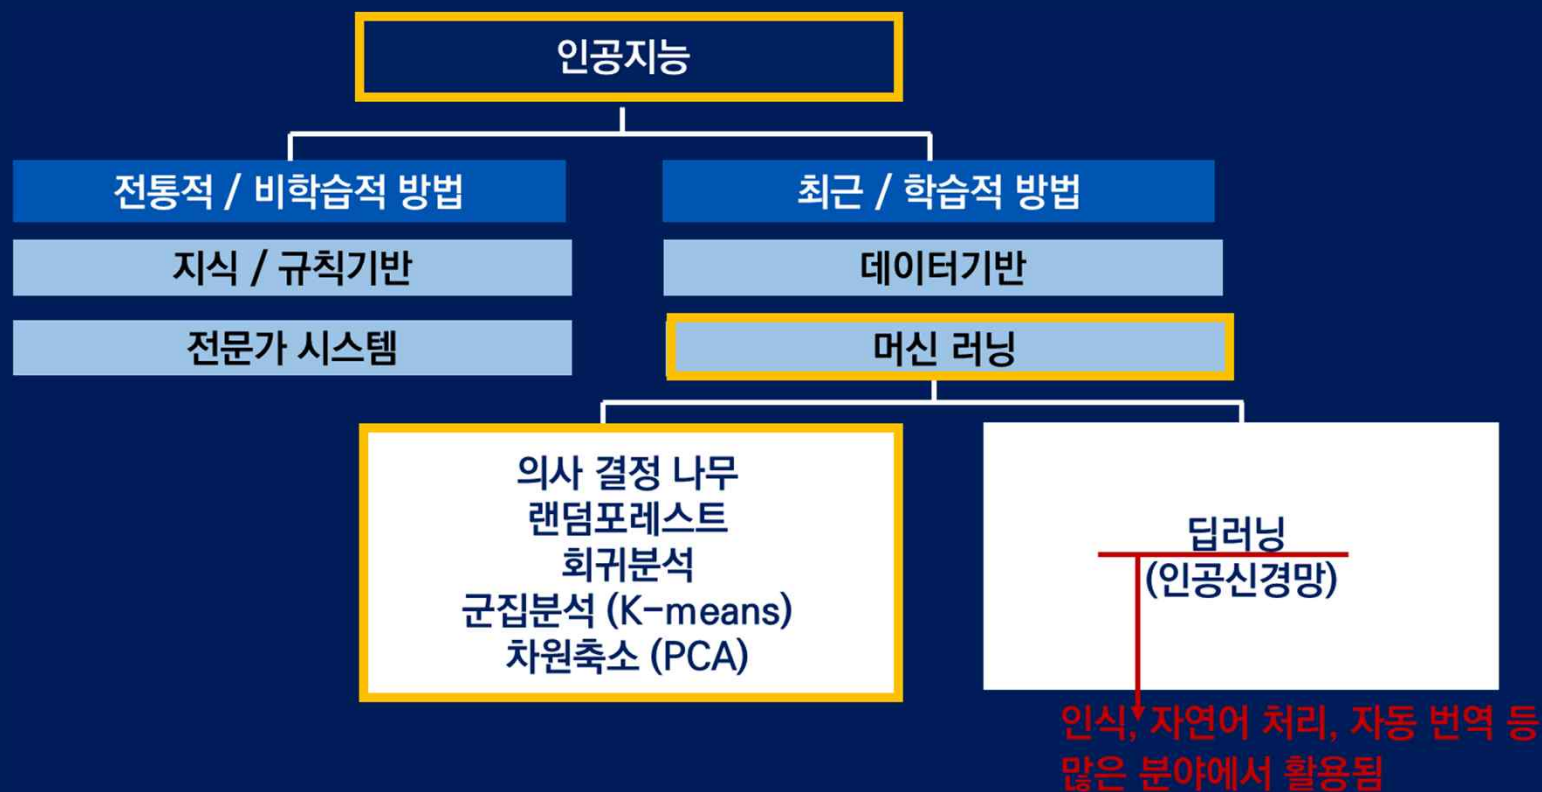 인공지능
전통적 / 비학습적 방법
최근 / 학습적 방법
지식 / 규칙기반
데이터기반
전문가 시스템
머신 러닝
의사 결정 나무
랜덤포레스트
회귀분석
군집분석 (K-means)
차원축소 (PCA)
딥러닝
(인공신경망)
인식, 자연어 처리, 자동 번역 등
많은 분야에서 활용됨